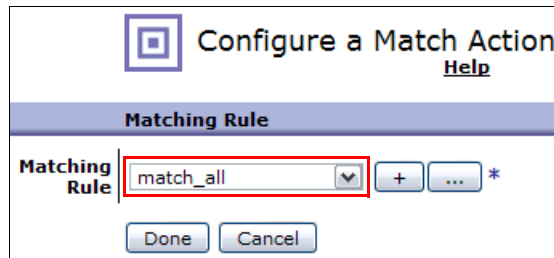 Configure a Match Action
Help
Matching Rule
Matching Rule
match_all + ... *
Done Cancel